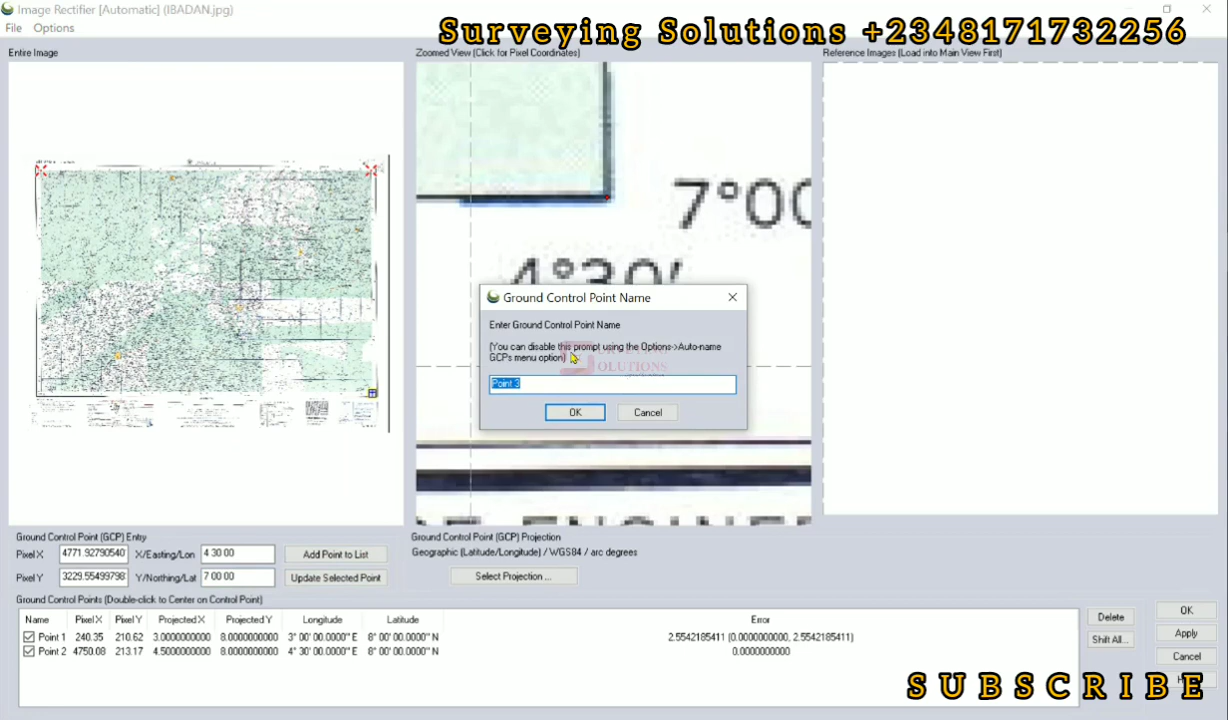 Image Rectifier [Automatic] (IBADAN.jpg)
Surveying Solutions +2348171732256
File Options
Entire Image
Zoomed View (Click for Pixel Coordinates)
Reference Images (Load into Main View First)
7°00
4°30'
Ground Control Point Name
Enter Ground Control Point Name
(You can disable this prompt using the Options->Auto-name
GCPs menu option)
SOLUTIONS
Point 3
OK Cancel
Ground Control Point (GCP) Entry
Pixel X 4771.92790540 X/Easting/Lon 4 30 00 Add Point to List
Pixel Y 3229.55499798 Y/Northing/Lat 7 00 00 Update Selected Point
Ground Control Point (GCP) Projection
Geographic (Latitude/Longitude) / WGS84 / arc degrees
Select Projection ...
Ground Control Points (Double-click to Center on Control Point)
Name Pixel X Pixel Y Projected X Projected Y Longitude Latitude Error
Point 1 240.35 210.62 3.0000000000 8.0000000000 3° 00' 00.0000" E 8° 00' 00.0000" N 2.5542185411 (0.0000000000, 2.5542185411)
Point 2 4750.08 213.17 4.5000000000 8.0000000000 4° 30' 00.0000" E 8° 00' 00.0000" N 0.0000000000
Delete
Shift All...
OK
Apply
Cancel
SUBSCRIBE